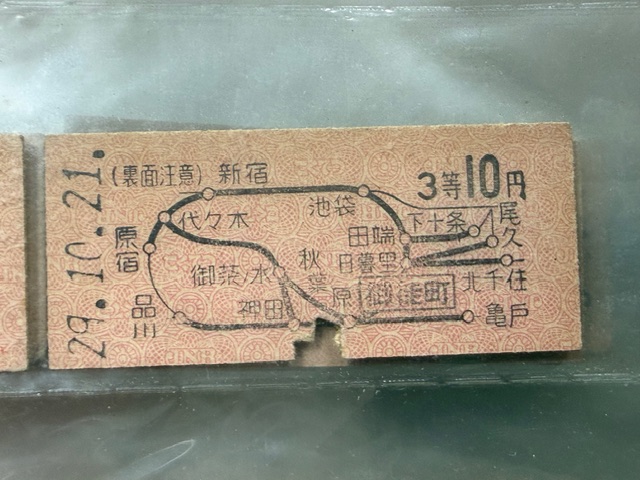 29.10.21.
(裏面注意)
新宿
池袋
3等10円
代々木
原宿
品川
御茶ノ水
神田
秋葉原
田端
日暮里
下十条
尾久
北千住
亀戸
御徒町